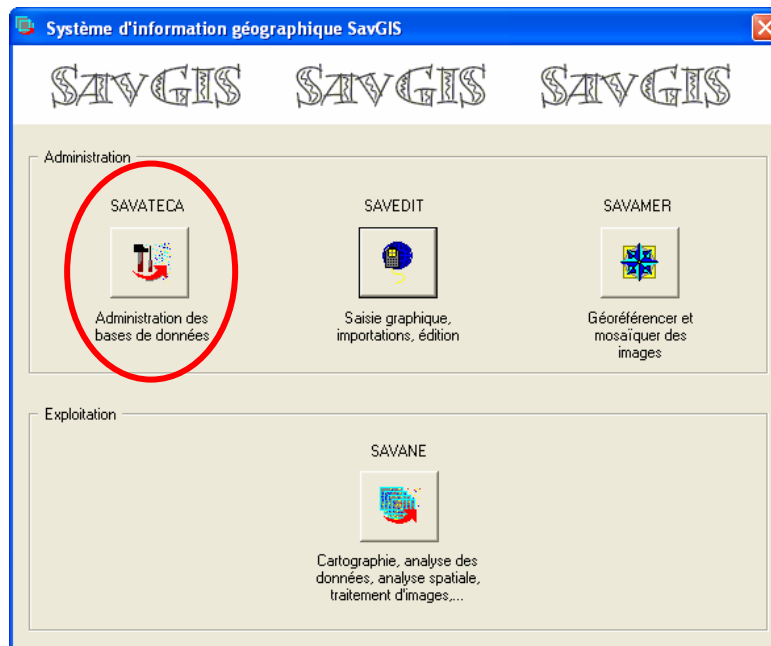 Système d'information géographique SavGIS
SAVGIS SAVGIS SAVGIS
Administration
SAVATECA SAVEDIT SAVAMER
Administration des
bases de données
Saisie graphique,
importations, édition
Géoréférencer et
mosaïquer des
images
Exploitation
SAVANE
Cartographie, analyse des
données, analyse spatiale,
traitement d'images,...